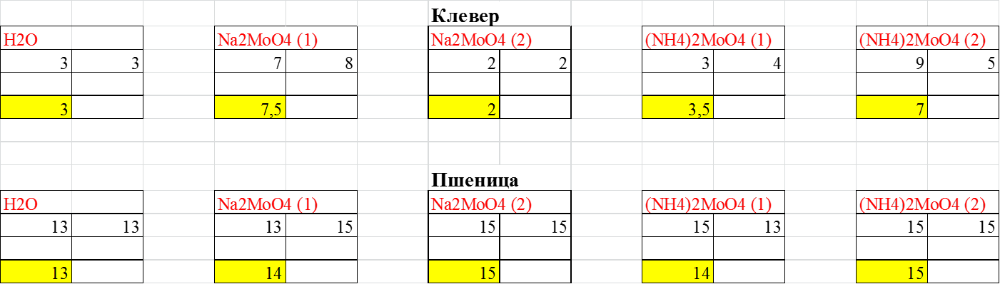 Клевер
H2O Na2MoO4 (1) Na2MoO4 (2) (NH4)2MoO4 (1) (NH4)2MoO4 (2)
3 3 7 8 2 2 3 4 9 5
3 7,5 2 3,5 7
Пшеница
H2O Na2MoO4 (1) Na2MoO4 (2) (NH4)2MoO4 (1) (NH4)2MoO4 (2)
13 13 13 15 15 15 15 13 15 15
13 14 15 14 15